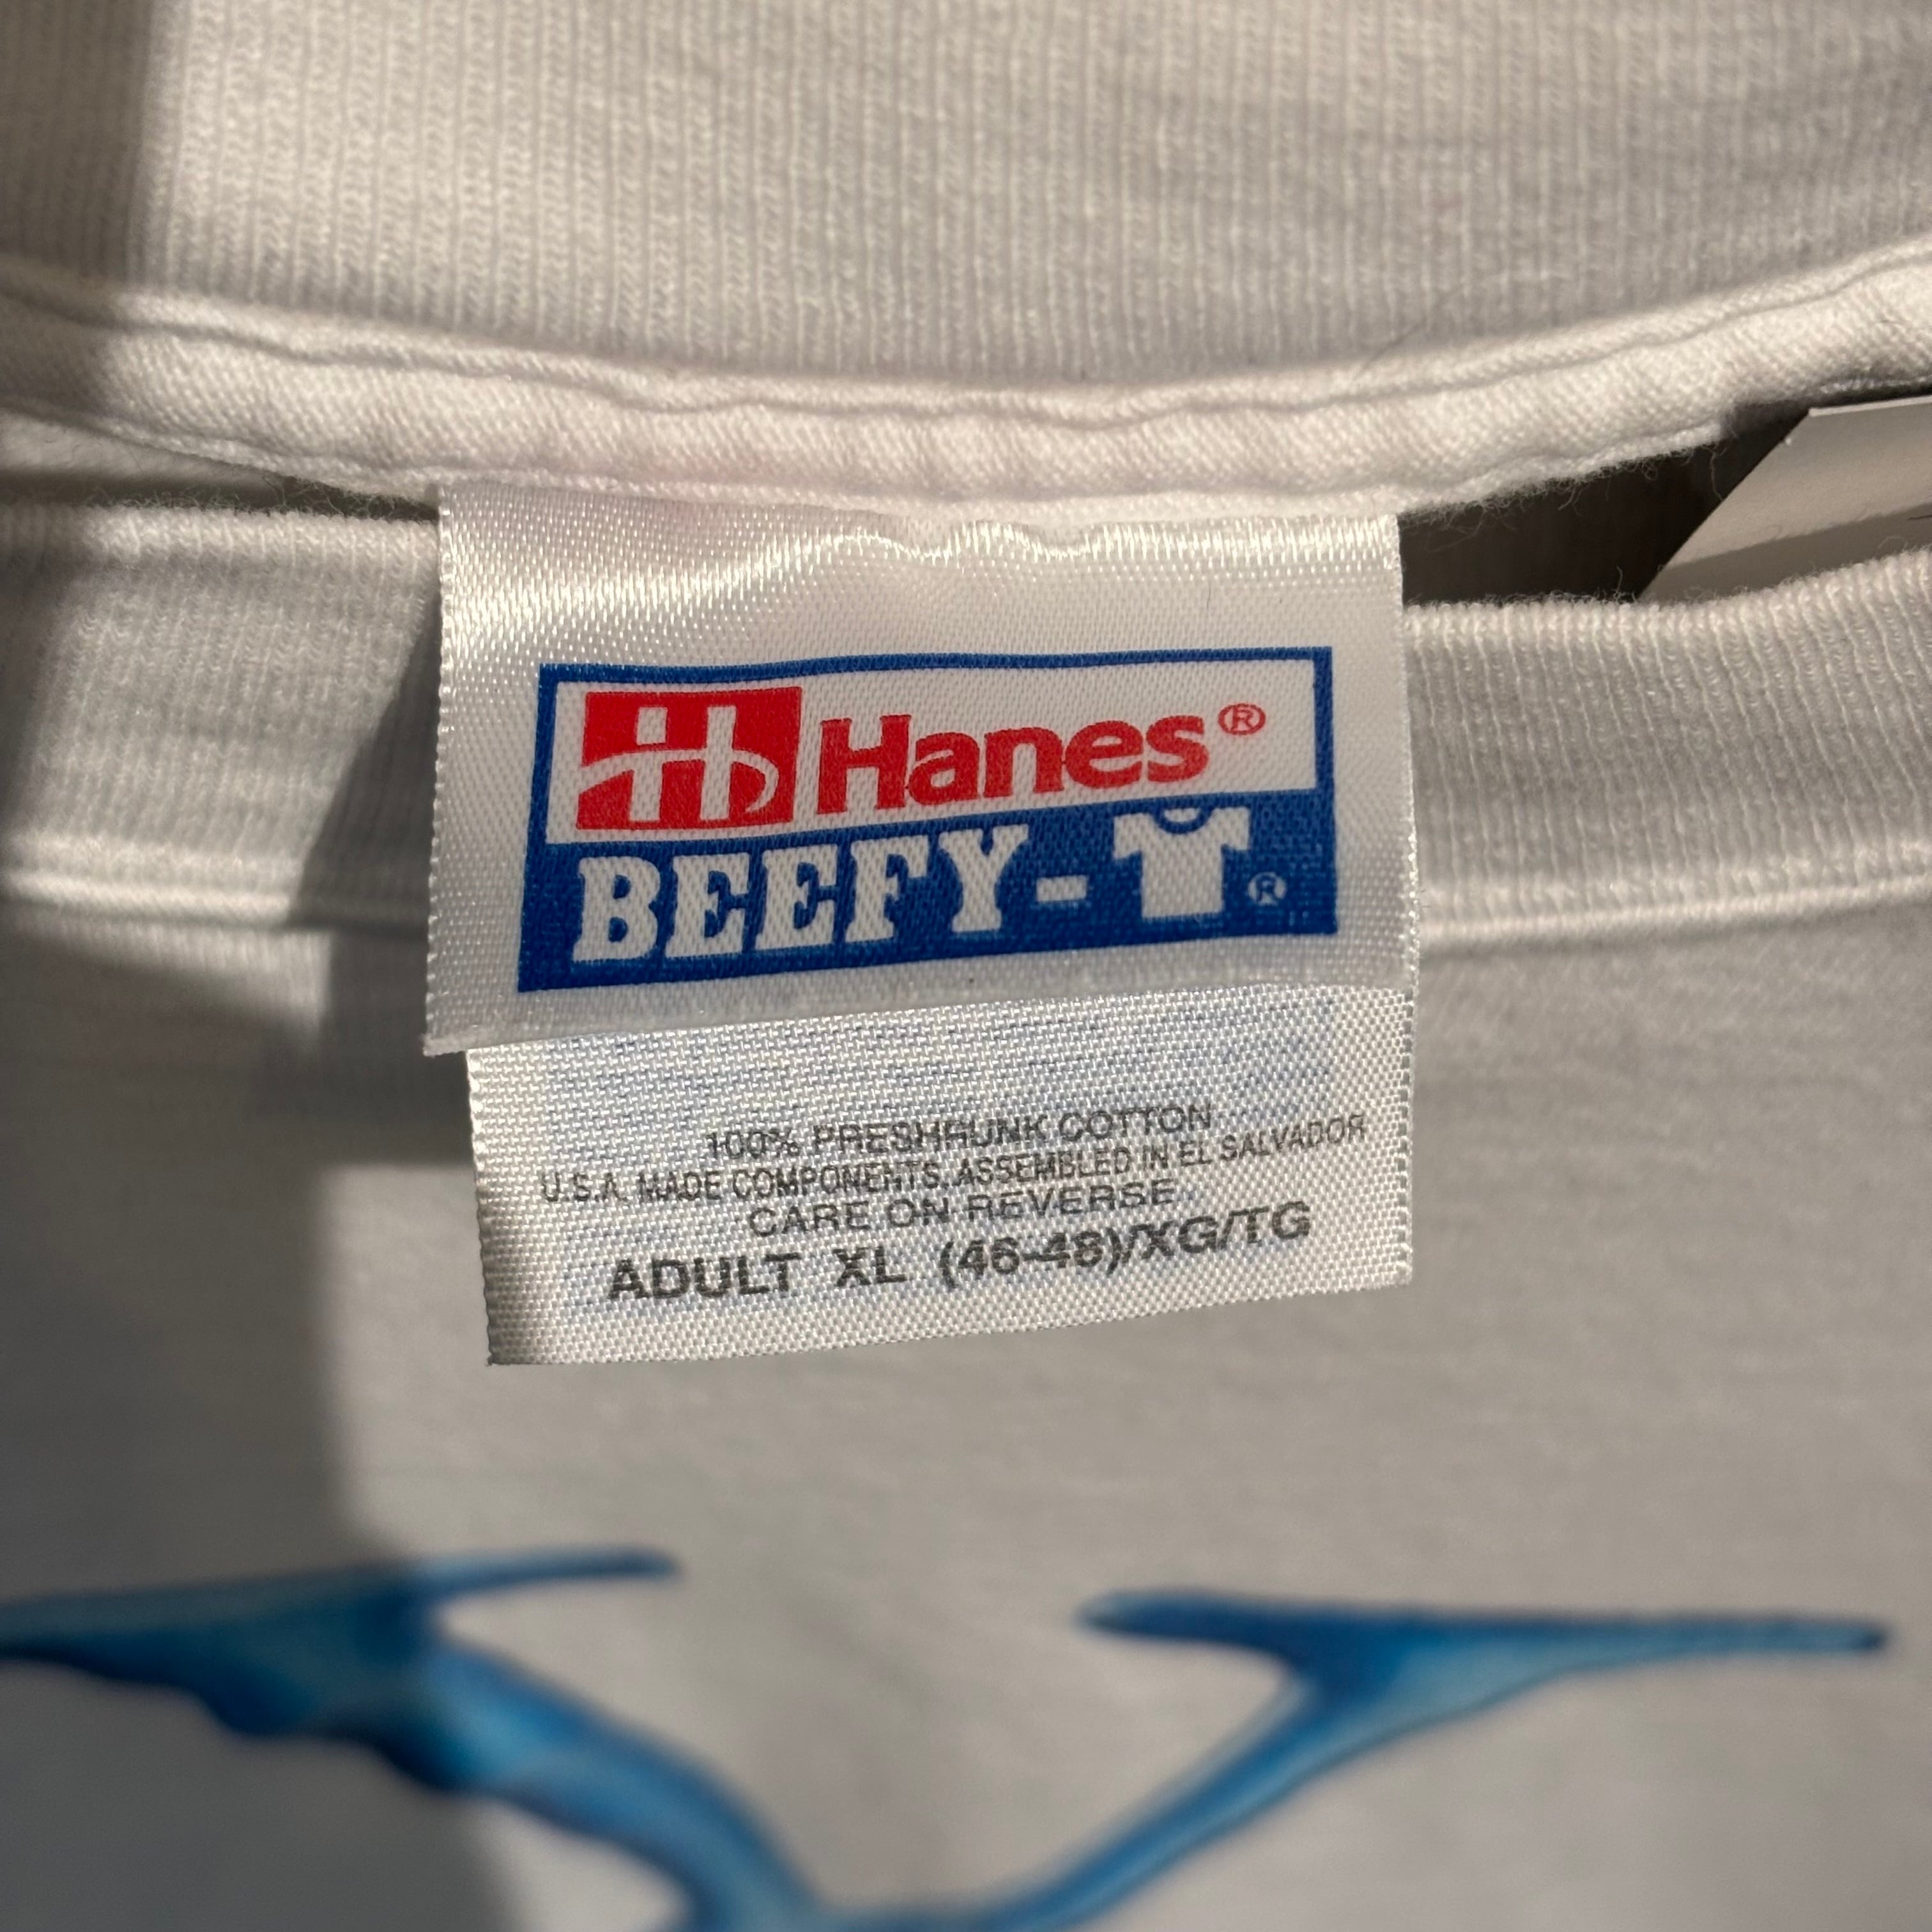 Hanes®
BEEFY-T®
100% PRESHRUNK COTTON
U.S.A. MADE COMPONENTS. ASSEMBLED IN EL SALVADOR
CARE ON REVERSE
ADULT XL (46-48)/XG/TG